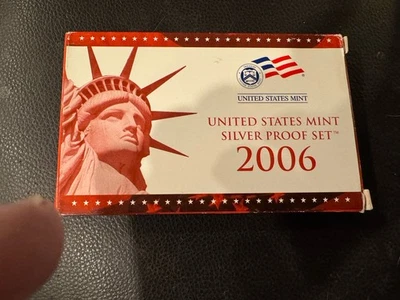 UNITED STATES MINT
UNITED STATES MINT
SILVER PROOF SET™
2006